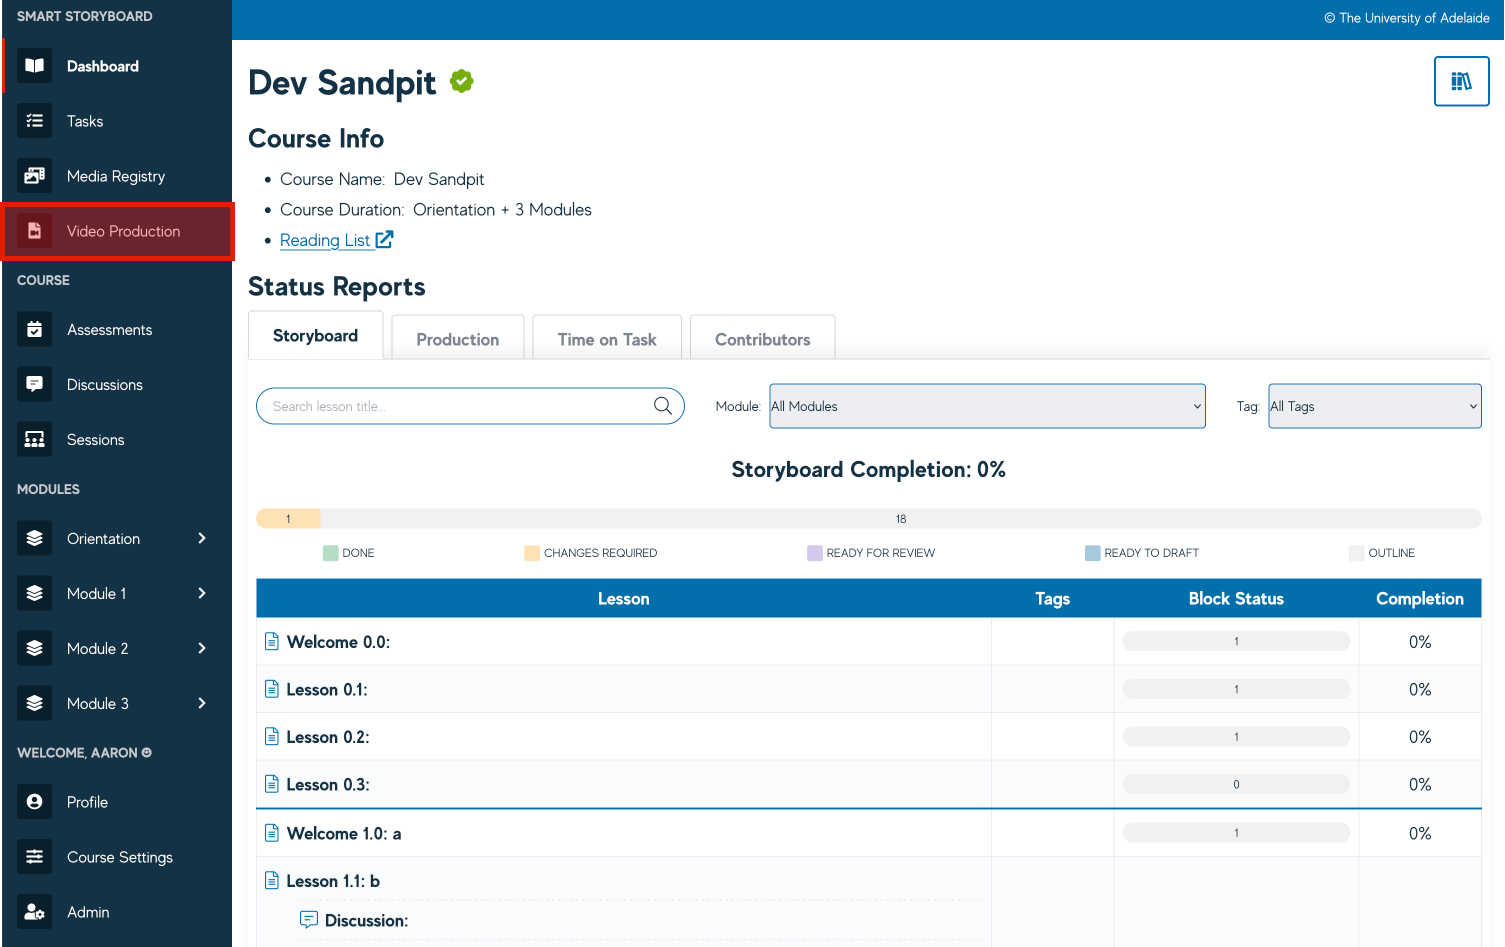 SMART STORYBOARD
© The University of Adelaide
Dashboard
Tasks
Media Registry
Video Production
COURSE
Assessments
Discussions
Sessions
MODULES
Orientation
Module 1
Module 2
Module 3
WELCOME, AARON
Profile
Course Settings
Admin
Dev Sandpit
Course Info
• Course Name: Dev Sandpit
• Course Duration: Orientation + 3 Modules
• Reading List
Status Reports
Storyboard Production Time on Task Contributors
Search lesson title... Module: All Modules Tag: All Tags
Storyboard Completion: 0%
1 18
DONE CHANGES REQUIRED READY FOR REVIEW READY TO DRAFT OUTLINE
Lesson Tags Block Status Completion
Welcome 0.0: 1 0%
Lesson 0.1: 1 0%
Lesson 0.2: 1 0%
Lesson 0.3: 0 0%
Welcome 1.0: a 1 0%
Lesson 1.1: b
Discussion: